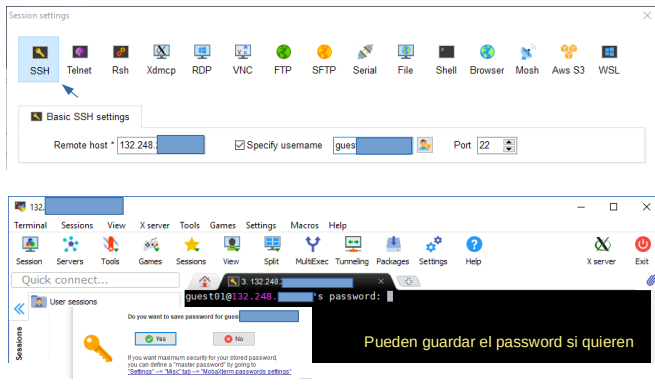 Session settings
SSH Telnet Rsh Xdmcp RDP VNC FTP SFTP Serial File Shell Browser Mosh Aws S3 WSL
Basic SSH settings
Remote host * 132.248. Specify username gues Port 22
132.
Terminal Sessions View X server Tools Games Settings Macros Help
Session Servers Tools Games Sessions View Split MultiExec Tunneling Packages Settings Help X server Exit
Quick connect... 3. 132.248.
User sessions
guest01@132.248. 's password:
Sessions
Do you want to save password for gues
Yes No
If you want maximum security for your stored password,
you can define a "master password" by going to
"Settings" --> "Misc" tab --> "MobaXterm passwords settings"
Pueden guardar el password si quieren